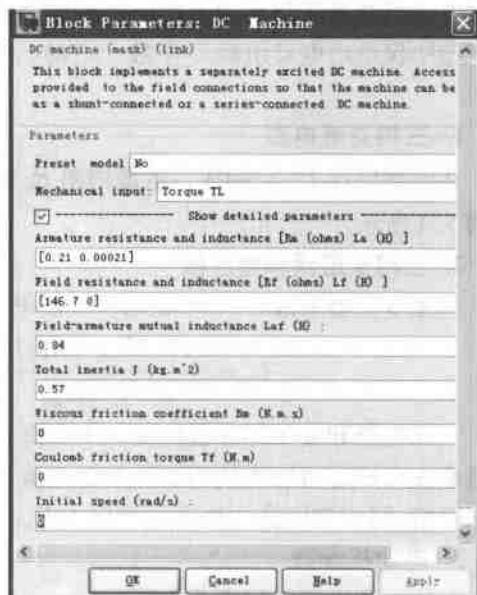 Block Parameters: DC Machine
DC machine (mask) (link)
This block implements a separately excited DC machine. Access
provided to the field connections so that the machine can be
as a shunt-connected or a series-connected DC machine.
Parameters
Preset model No
Mechanical input: Torque TL
Show detailed parameters
Armature resistance and inductance [Ra (ohms) La (H) ]
[0.21 0.00021]
Field resistance and inductance [Rf (ohms) Lf (H) ]
[146.7 0]
Field-armature mutual inductance Laf (H) :
0.84
Total inertia J (kg.m^2)
0.57
Viscous friction coefficient Bm (N.m.s)
0
Coulomb friction torque Tf (N.m)
0
Initial speed (rad/s) :
OK Cancel Help Apply